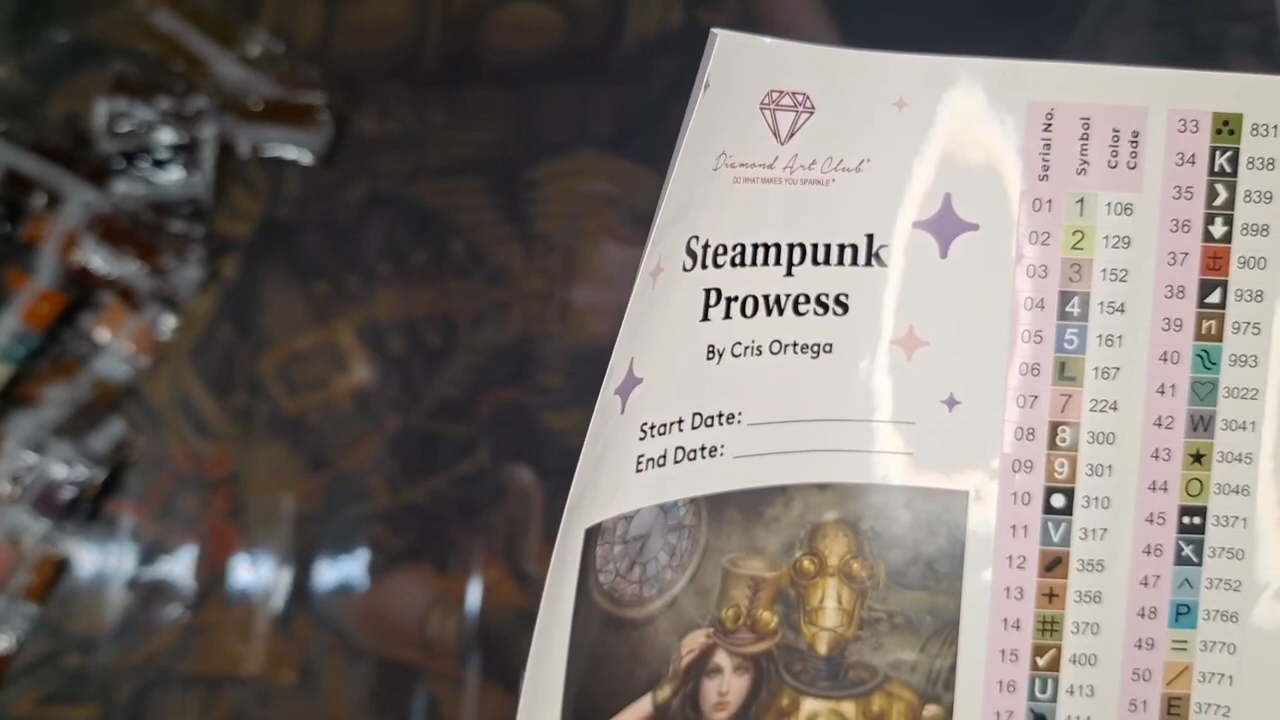 Diamond Art Club®
DO WHAT MAKES YOU SPARKLE®
Steampunk
Prowess
By Cris Ortega
Start Date:
End Date:
Serial No. Symbol Color Code
01 1 106
02 2 129
03 3 152
04 4 154
05 5 161
06 L 167
07 7 224
08 8 300
09 9 301
10 310
11 V 317
12 355
13 + 356
14 # 370
15 ✓ 400
16 U 413
33 831
34 K 838
35 839
36 898
37 900
38 938
39 n 975
40 993
41 3022
42 W 3041
43 ★ 3045
44 O 3046
45 3371
46 3750
47 ^ 3752
48 P 3766
49 = 3770
50 / 3771
51 E 3772